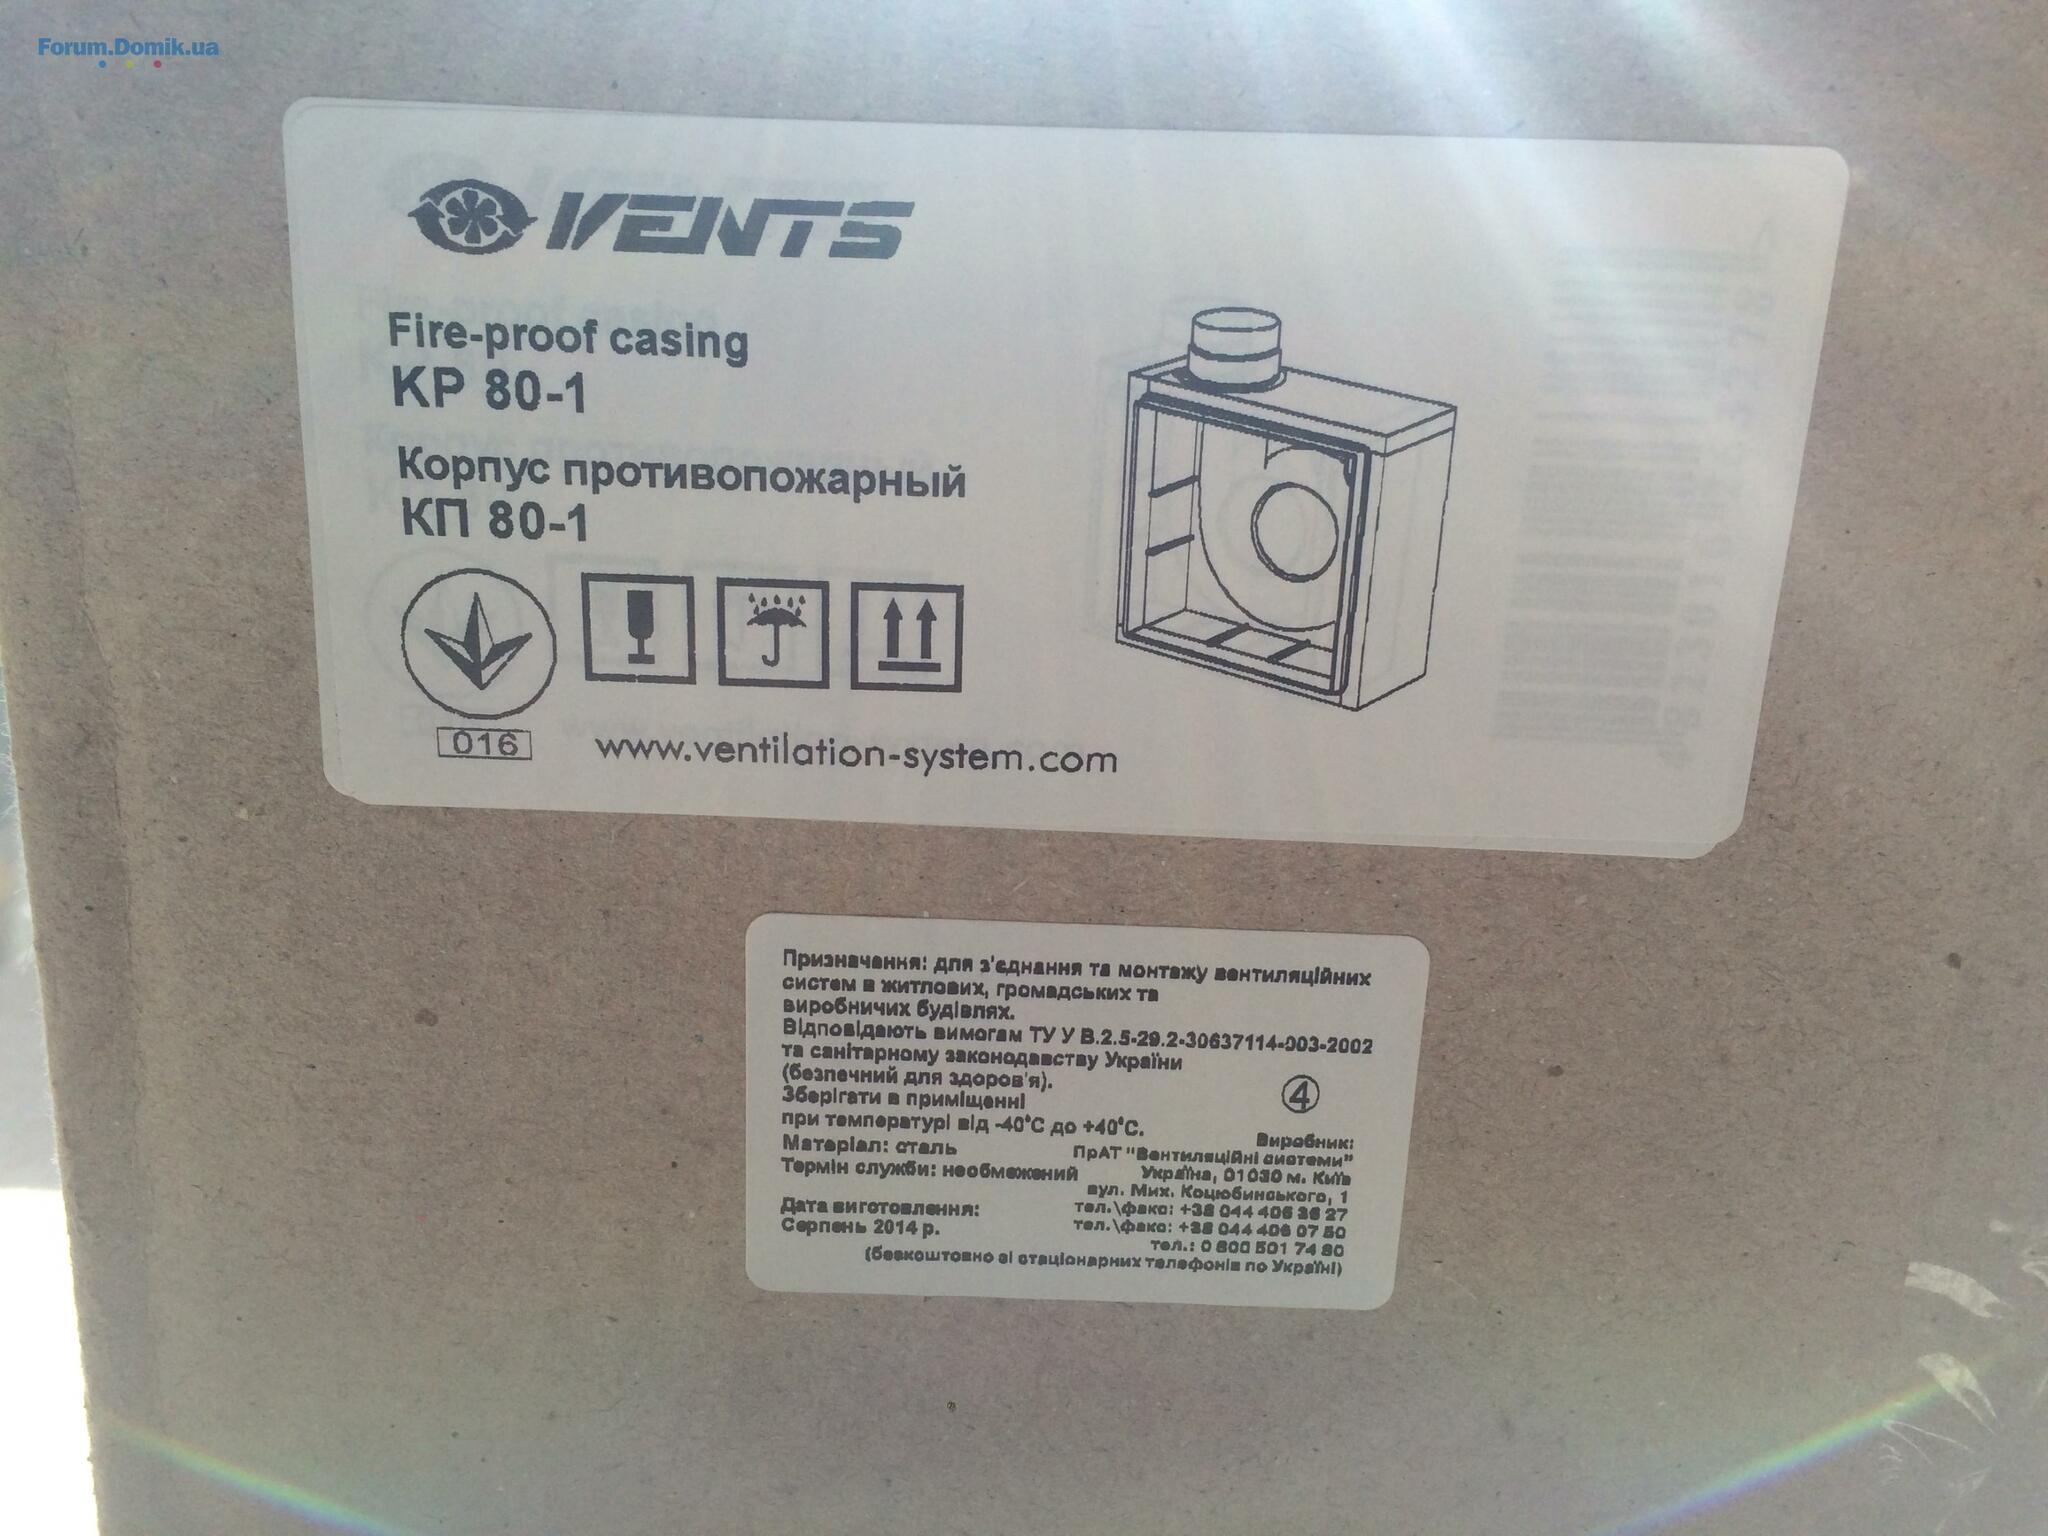 Forum.Domik.ua
VENTS
Fire-proof casing
KP 80-1
Корпус противопожарный
КП 80-1
016
www.ventilation-system.com
Призначання: для з'єднання та монтажу вентиляційних
систем в житлових, громадських та
виробничих будівлях.
Відповідають вимогам ТУ У В.2.5-29.2-30637114-003-2002
та санітарному законодавству України
(безпечний для здоров'я).
Зберігати в приміщенні
при температурі від -40°С до +40°С.
Матеріал: сталь
Термін служби: необмежений
Дата виготовлення:
Серпень 2014 р.
4
Виробник:
ПрАТ "Вентиляційні системи"
Україна, 01030 м. Київ
вул. Мих. Коцюбинського, 1
тел.\факс: +38 044 406 36 27
тел.\факс: +38 044 406 07 50
тел.: 0 800 501 74 80
(безкоштовно зі стаціонарних телефонів по Україні)